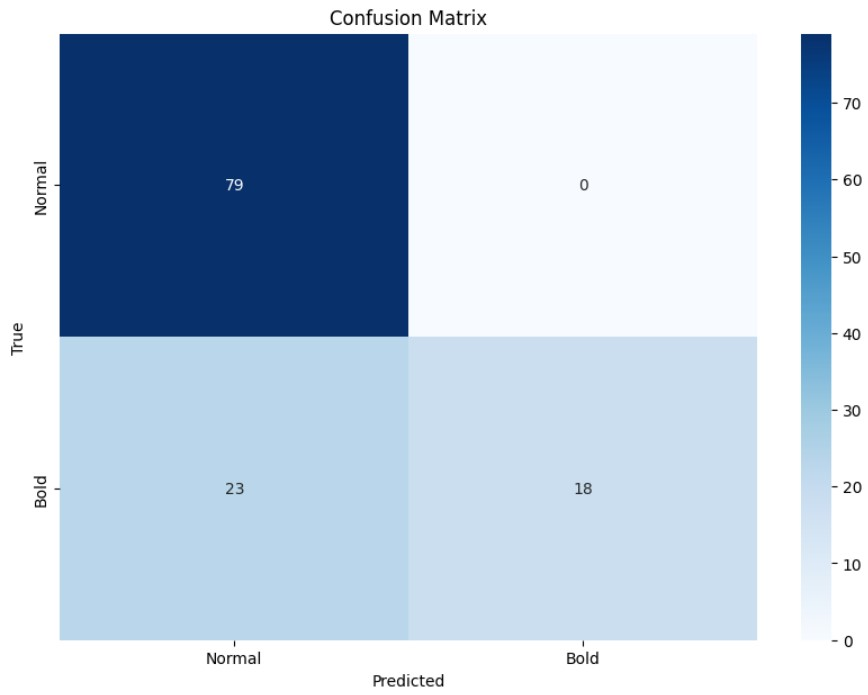 Confusion Matrix
Normal
79
0
70
60
50
40
30
20
10
0
True
Bold
23
18
Normal
Bold
Predicted